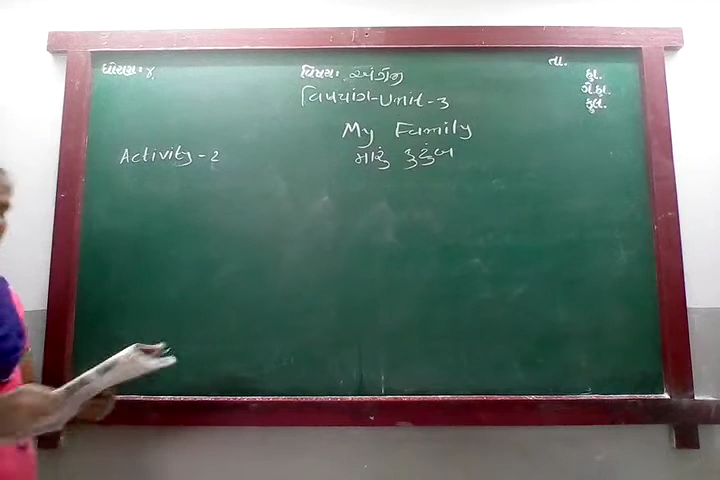 ધોરણઃ ૪
વિષયઃ અંગ્રેજી
તા.
હા.
ગે.હા.
કુલ.
વિષયાંગ-Unit-3
My Family
મારું કુટુંબ
Activity-2